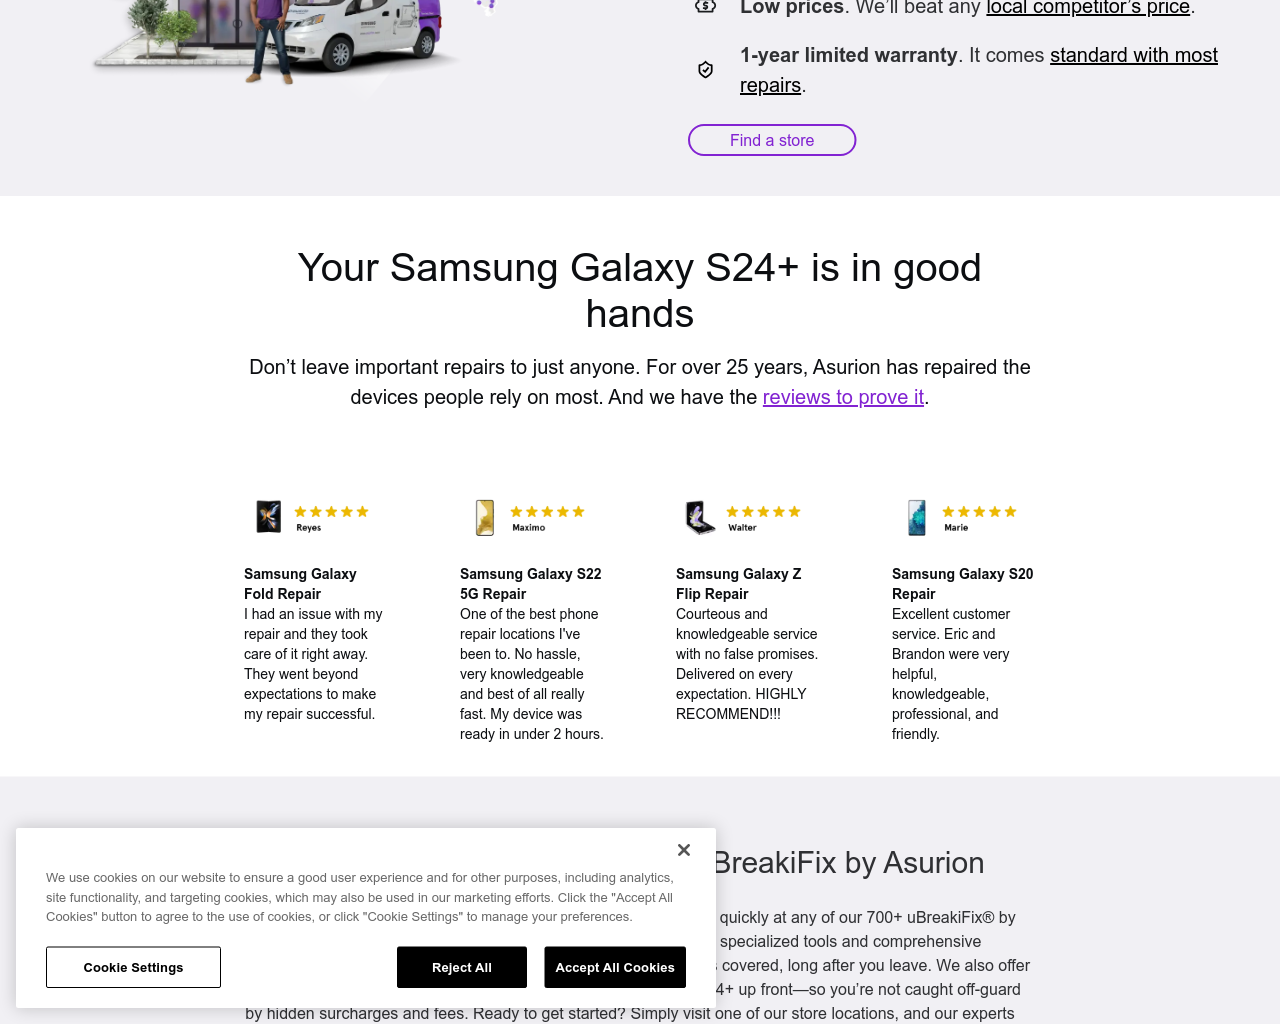 Low prices. We’ll beat any local competitor’s price.
1-year limited warranty. It comes standard with most
repairs.
Find a store
Your Samsung Galaxy S24+ is in good
hands
Don’t leave important repairs to just anyone. For over 25 years, Asurion has repaired the
devices people rely on most. And we have the reviews to prove it.
Reyes
Samsung Galaxy
Fold Repair
I had an issue with my
repair and they took
care of it right away.
They went beyond
expectations to make
my repair successful.
Maximo
Samsung Galaxy S22
5G Repair
One of the best phone
repair locations I've
been to. No hassle,
very knowledgeable
and best of all really
fast. My device was
ready in under 2 hours.
Walter
Samsung Galaxy Z
Flip Repair
Courteous and
knowledgeable service
with no false promises.
Delivered on every
expectation. HIGHLY
RECOMMEND!!!
Marie
Samsung Galaxy S20
Repair
Excellent customer
service. Eric and
Brandon were very
helpful,
knowledgeable,
professional, and
friendly.
BreakiFix by Asurion
quickly at any of our 700+ uBreakiFix® by
specialized tools and comprehensive
covered, long after you leave. We also offer
4+ up front—so you’re not caught off-guard
by hidden surcharges and fees. Ready to get started? Simply visit one of our store locations, and our experts
We use cookies on our website to ensure a good user experience and for other purposes, including analytics,
site functionality, and targeting cookies, which may also be used in our marketing efforts. Click the "Accept All
Cookies" button to agree to the use of cookies, or click "Cookie Settings" to manage your preferences.
Cookie Settings
Reject All
Accept All Cookies